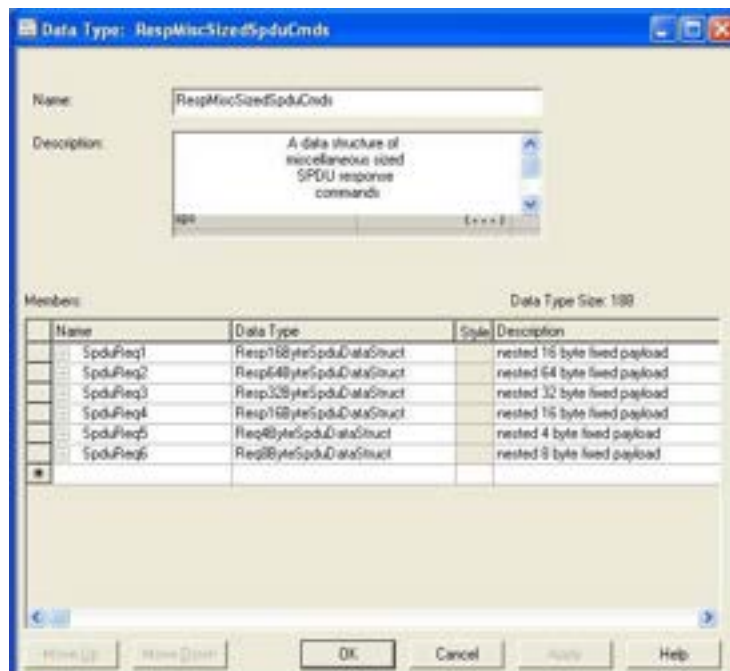 Data Type: RespMiscSizedSpduCmds
Name: RespMiscSizedSpduCmds
Description: A data structure of
miscellaneous sized
SPDU response
commands
Members: Data Type Size: 188
Name Data Type Style Description
SpduReq1 Resp16ByteSpduDataStruct nested 16 byte fixed payload
SpduReq2 Resp64ByteSpduDataStruct nested 64 byte fixed payload
SpduReq3 Resp32ByteSpduDataStruct nested 32 byte fixed payload
SpduReq4 Resp16ByteSpduDataStruct nested 16 byte fixed payload
SpduReq5 Req4ByteSpduDataStruct nested 4 byte fixed payload
SpduReq6 Req8ByteSpduDataStruct nested 8 byte fixed payload
Move Up Move Down OK Cancel Apply Help